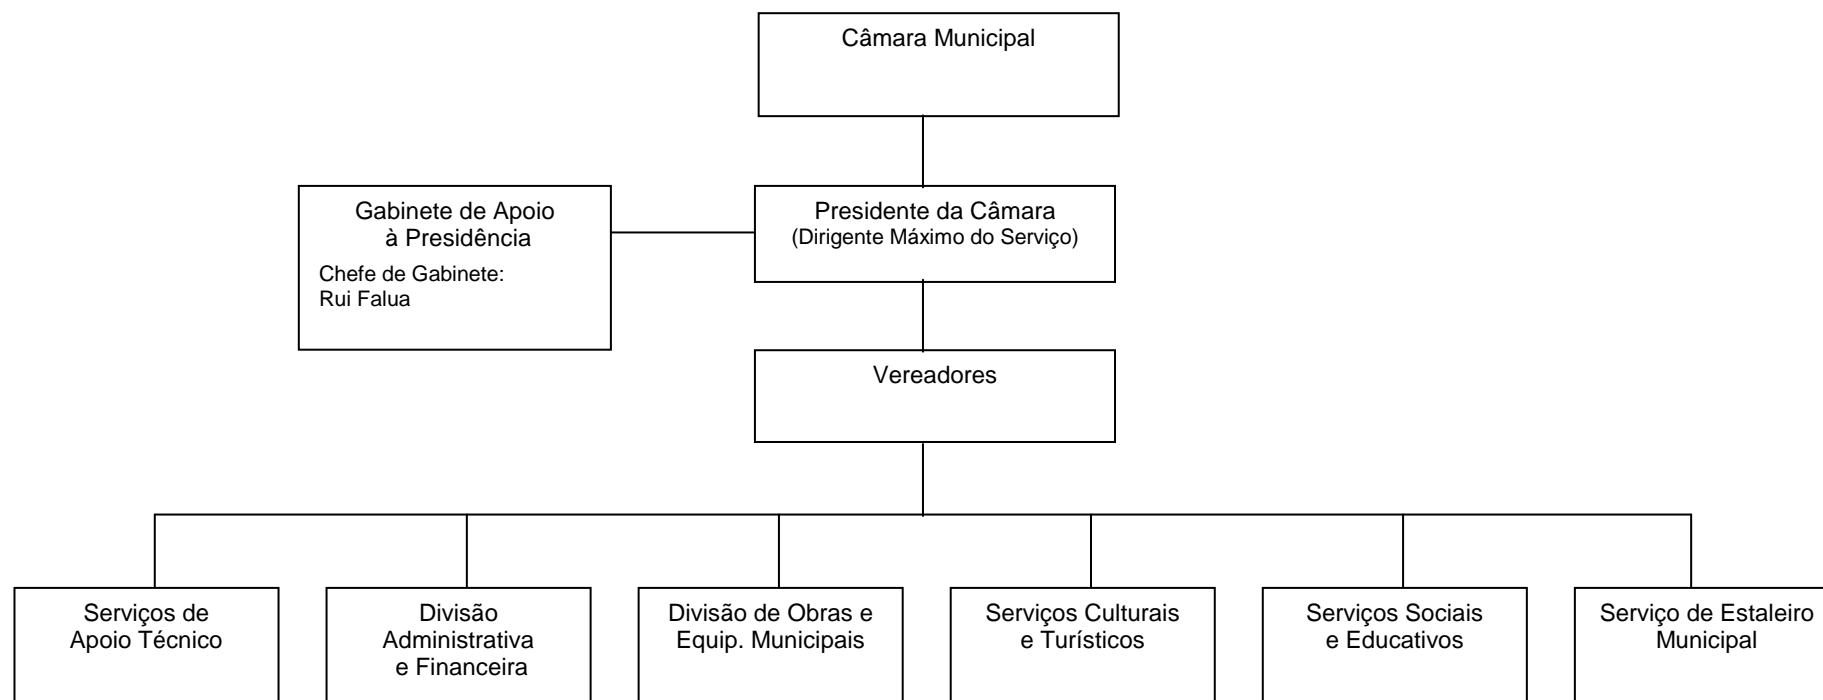 Câmara Municipal
Gabinete de Apoio
à Presidência
Chefe de Gabinete:
Rui Falua
Presidente da Câmara
(Dirigente Máximo do Serviço)
Vereadores
Serviços de
Apoio Técnico
Divisão
Administrativa
e Financeira
Divisão de Obras e
Equip. Municipais
Serviços Culturais
e Turísticos
Serviços Sociais
e Educativos
Serviço de Estaleiro
Municipal